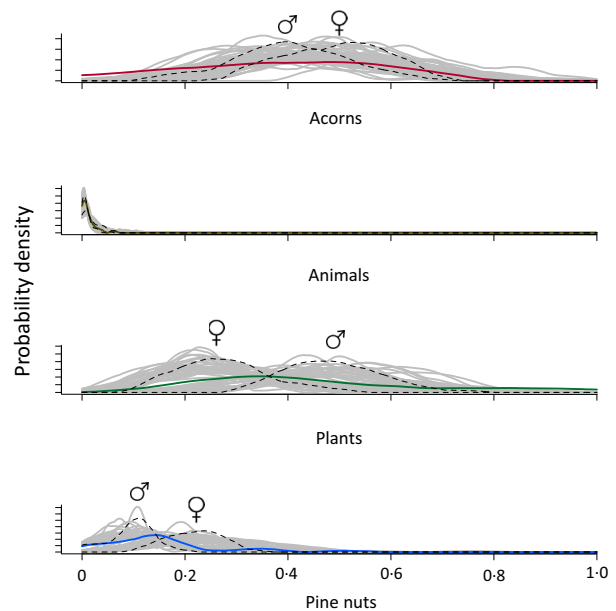 ♂ ♀
Acorns
Animals
Probability density
♀ ♂
Plants
♂ ♀
0 0·2 0·4 0·6 0·8 1·0
Pine nuts